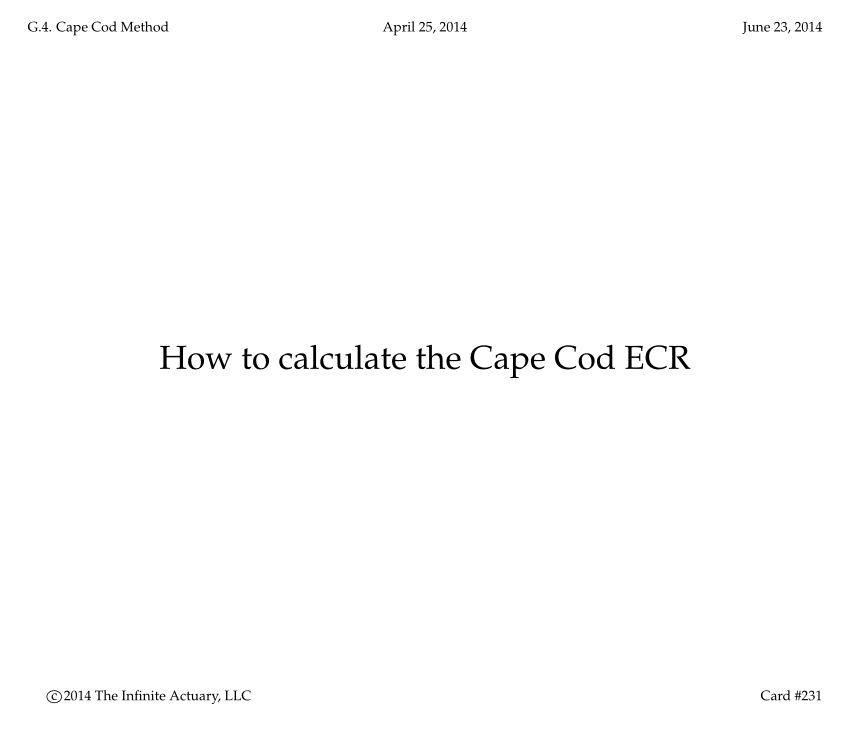 G.4. Cape Cod Method April 25, 2014 June 23, 2014
How to calculate the Cape Cod ECR
©2014 The Infinite Actuary, LLC Card #231